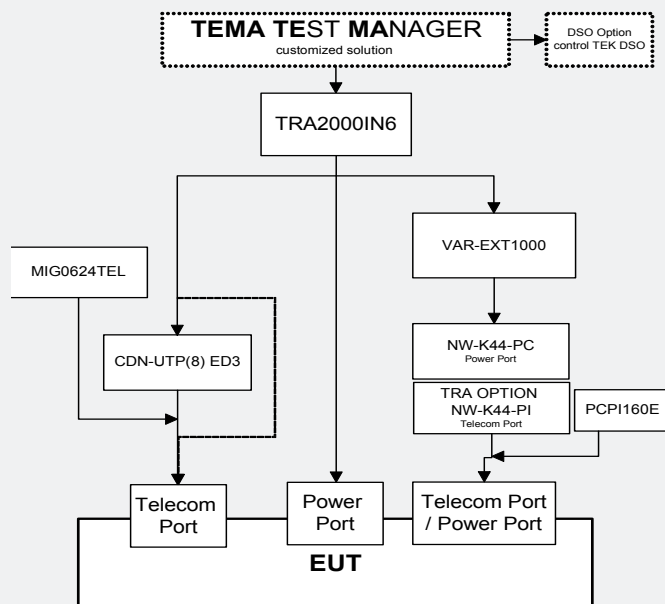 TEMA TEST MANAGER
customized solution
DSO Option
control TEK DSO
TRA2000IN6
VAR-EXT1000
MIG0624TEL
CDN-UTP(8) ED3
NW-K44-PC
Power Port
TRA OPTION
NW-K44-PI
Telecom Port
PCPI160E
Telecom
Port
Power
Port
Telecom Port
/ Power Port
EUT